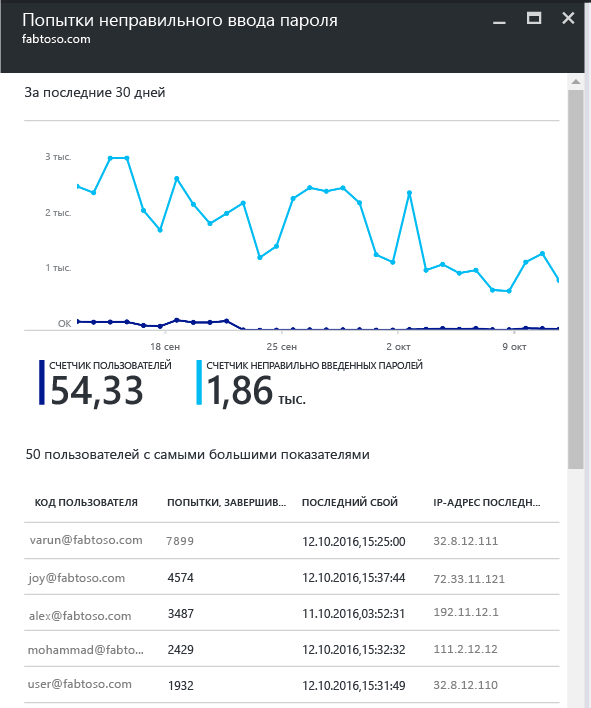 Попытки неправильного ввода пароля
fabtoso.com
За последние 30 дней
3 тыс.
2 тыс.
1 тыс.
ОК
18 сен 25 сен 2 окт 9 окт
СЧЕТЧИК ПОЛЬЗОВАТЕЛЕЙ СЧЕТЧИК НЕПРАВИЛЬНО ВВЕДЕННЫХ ПАРОЛЕЙ
54,33 1,86 тыс.
50 пользователей с самыми большими показателями
КОД ПОЛЬЗОВАТЕЛЯ ПОПЫТКИ, ЗАВЕРШИВ... ПОСЛЕДНИЙ СБОЙ IP-АДРЕС ПОСЛЕДН...
varun@fabtoso.com 7899 12.10.2016,15:25:00 32.8.12.111
joy@fabtoso.com 4574 12.10.2016,15:37:44 72.33.11.121
alex@fabtoso.com 3487 11.10.2016,03:52:31 192.11.12.1
mohammad@fabto... 2429 12.10.2016,15:32:32 111.2.12.12
user@fabtoso.com 1932 12.10.2016,15:31:49 32.8.12.110